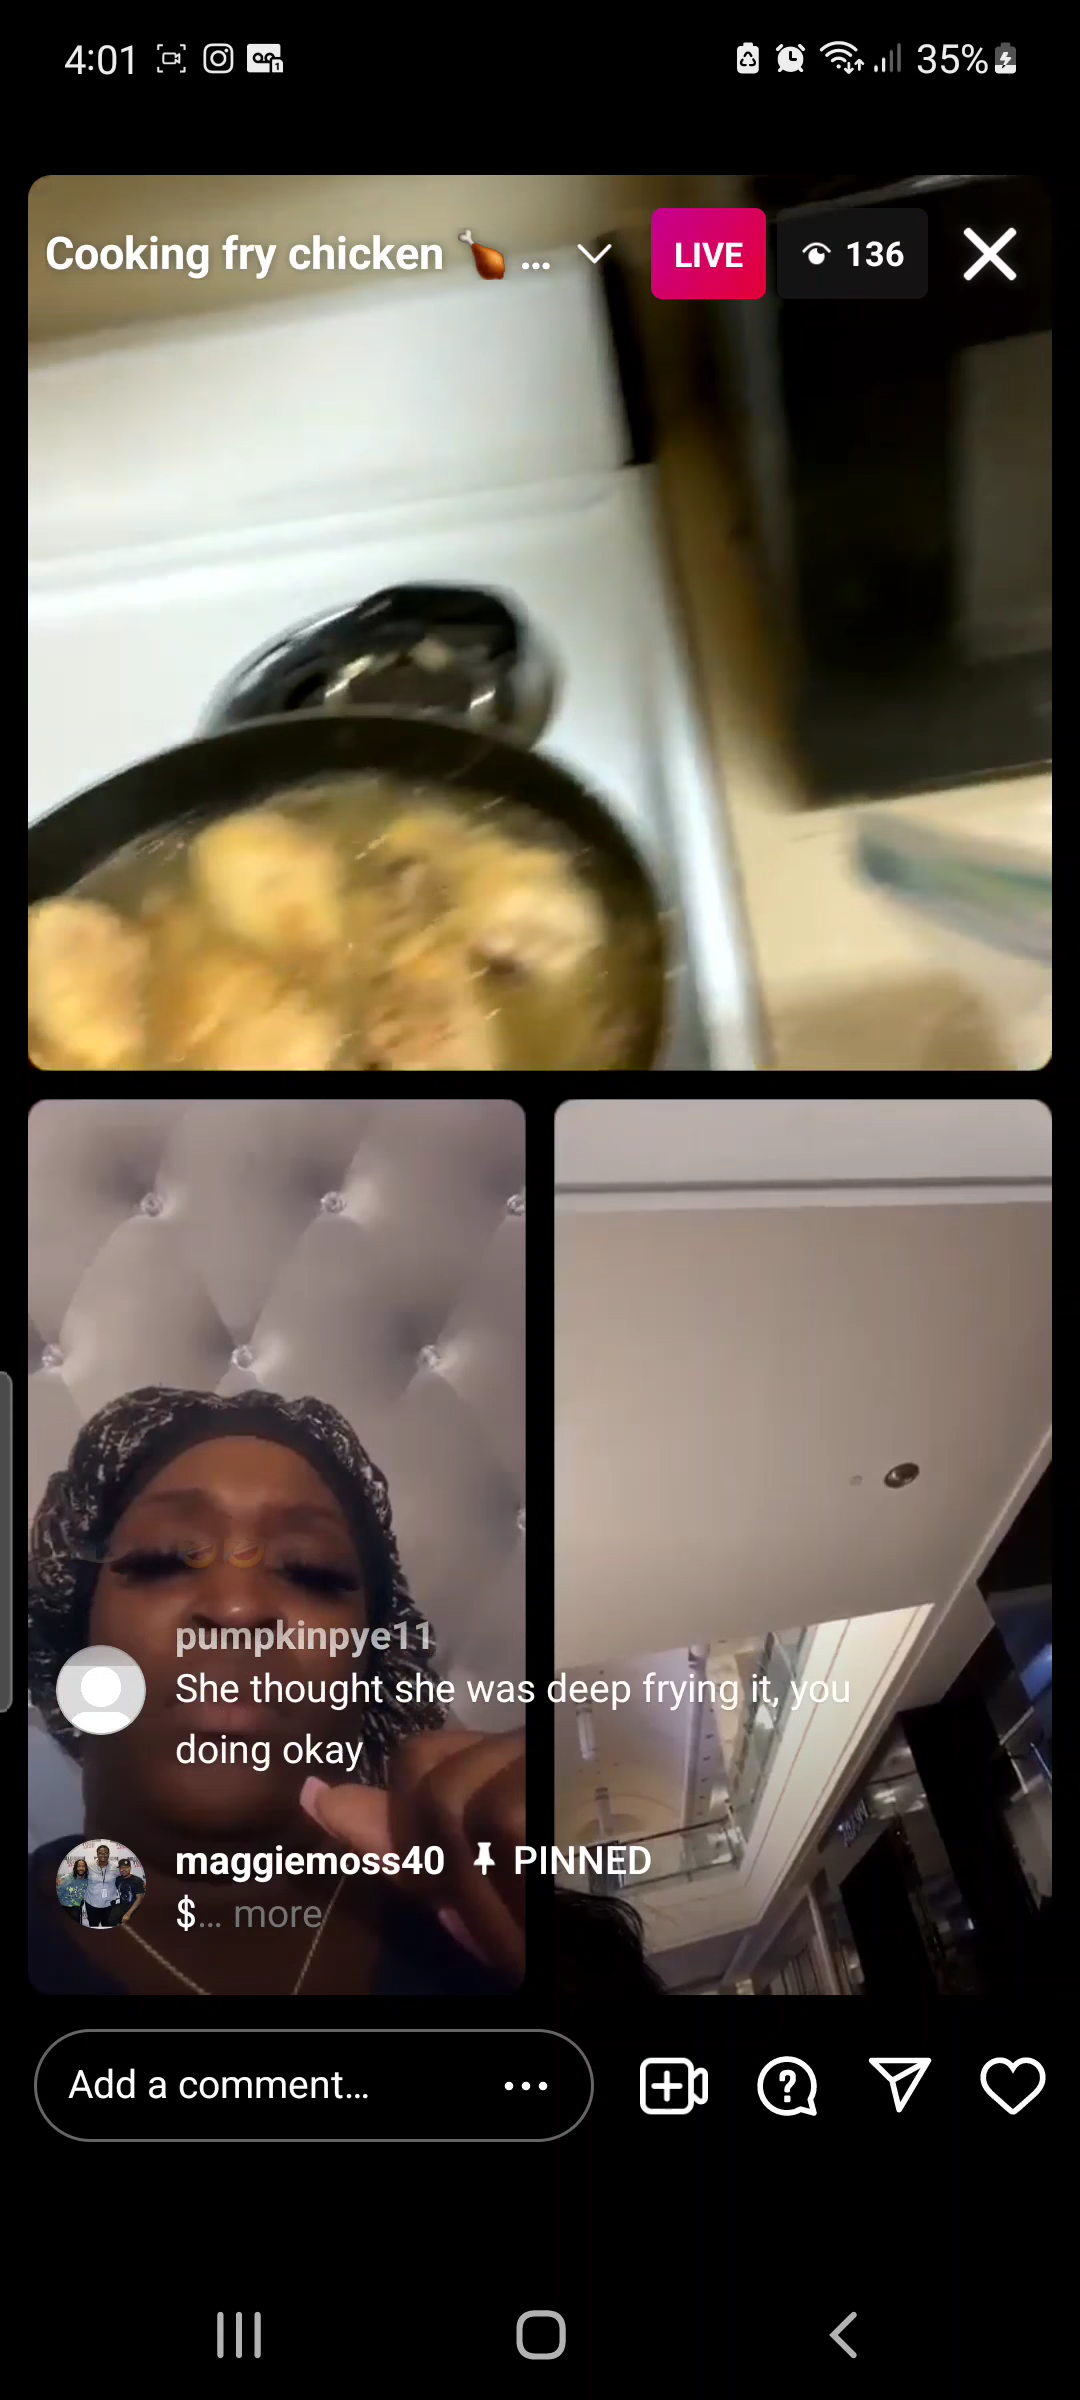 4:01
35%
Cooking fry chicken 🍗 ...
LIVE
136
pumpkinpye11
She thought she was deep frying it, you
doing okay
maggiemoss40 PINNED
$... more
Add a comment...